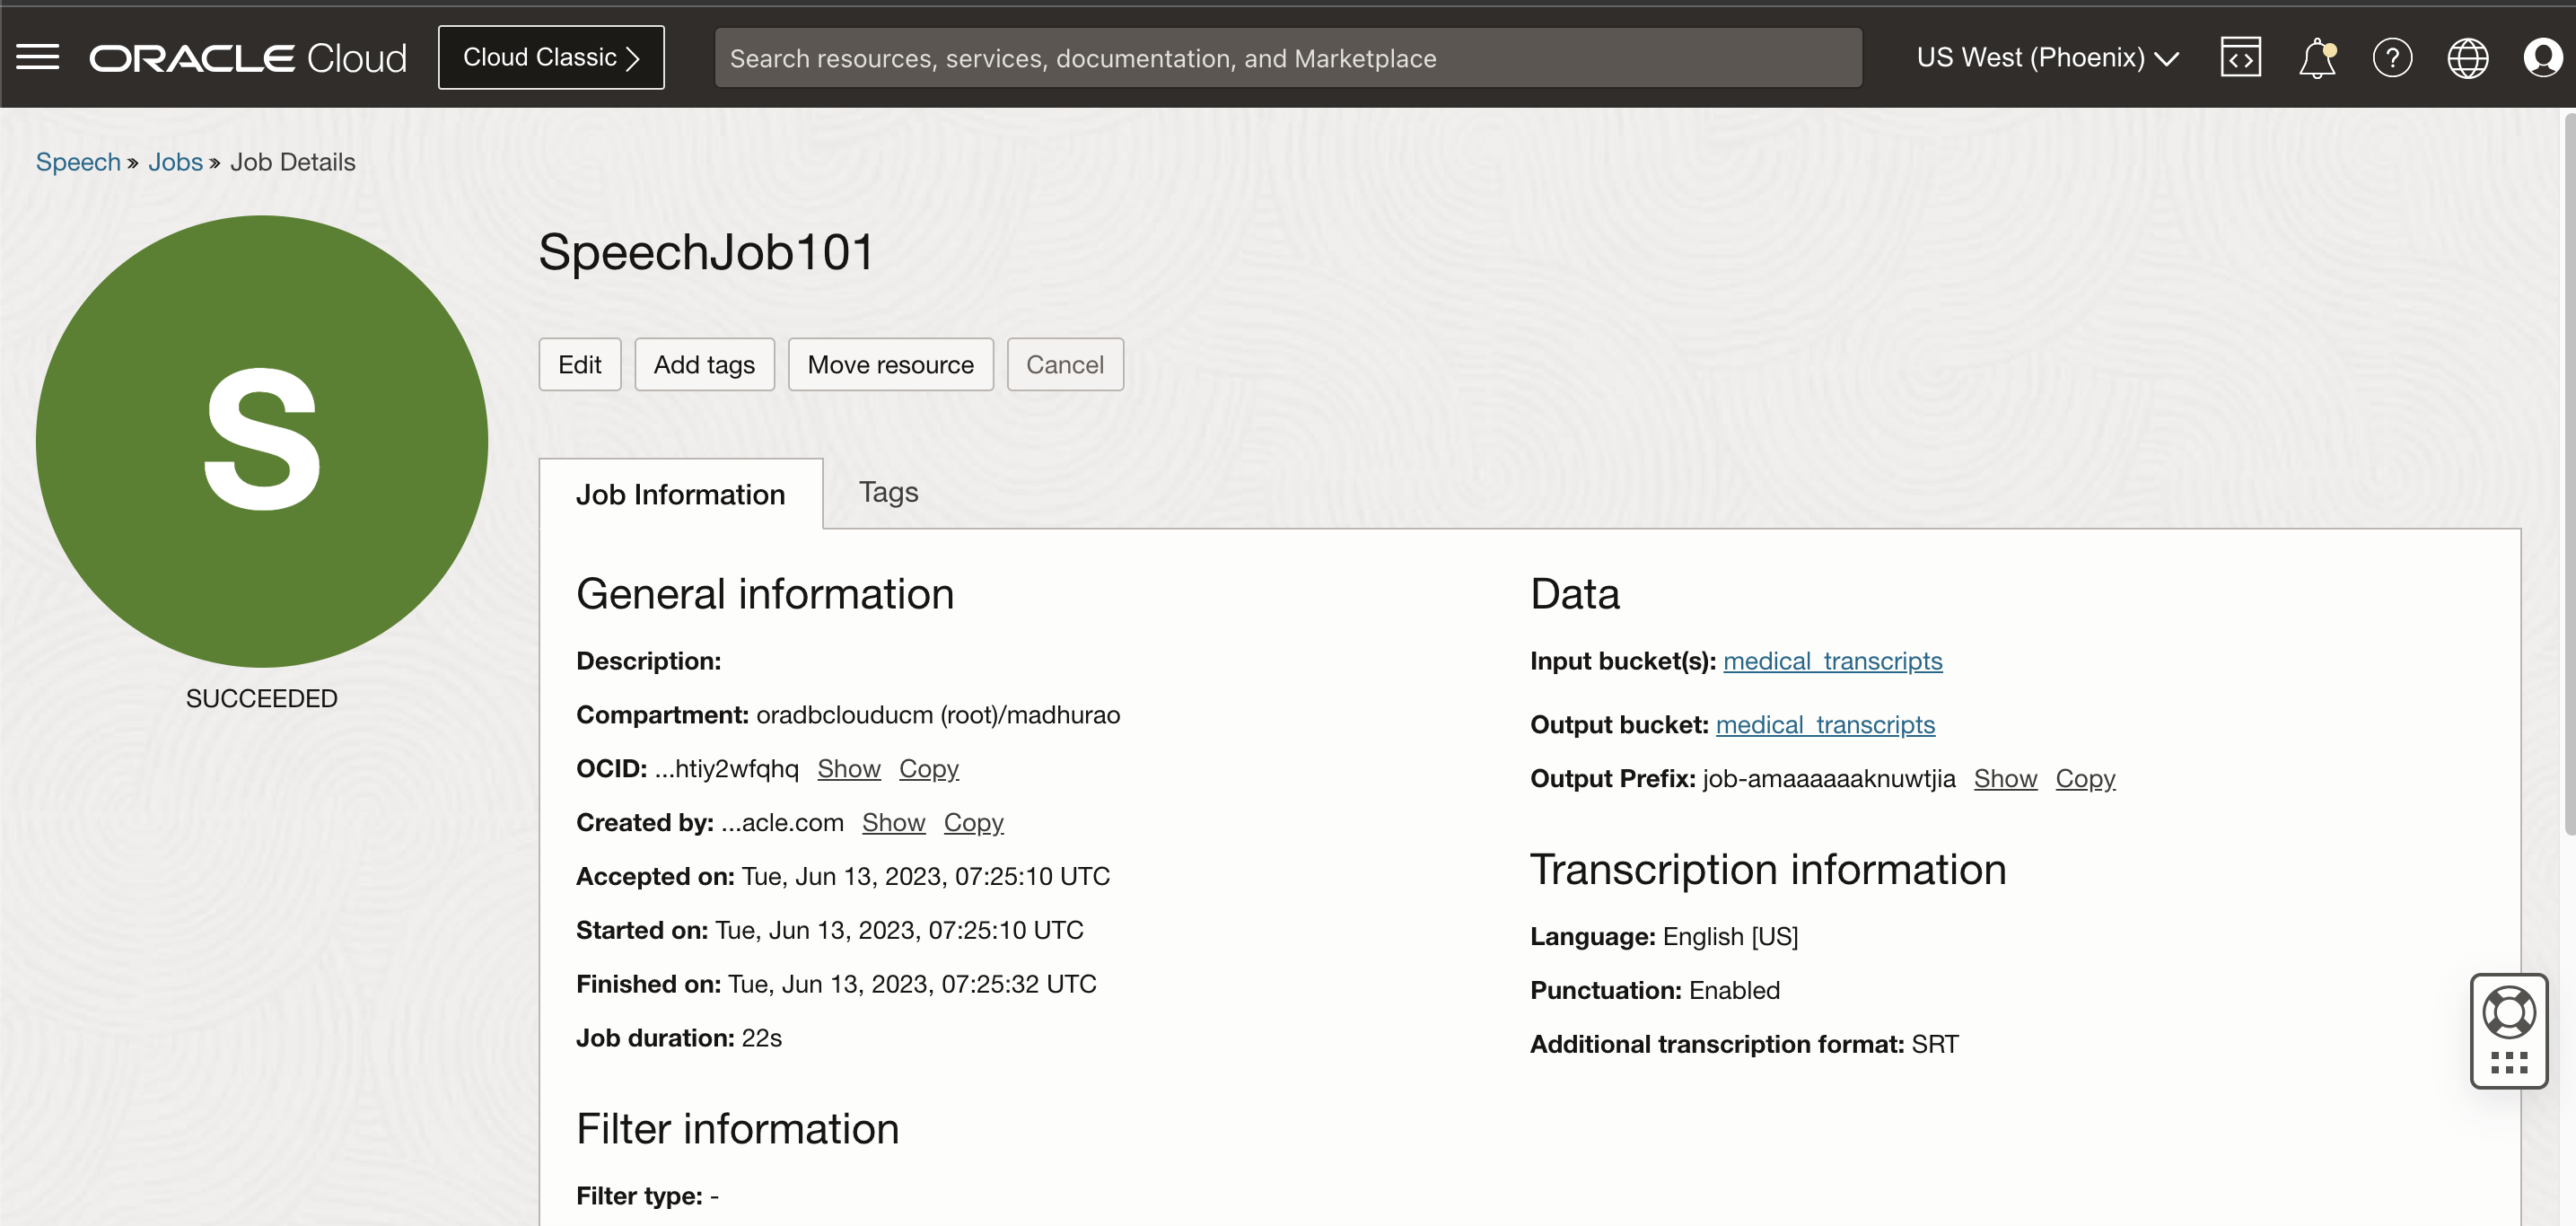 ORACLE Cloud
Cloud Classic
Search resources, services, documentation, and Marketplace
US West (Phoenix)
?
Speech » Jobs » Job Details
S
SUCCEEDED
SpeechJob101
Edit
Add tags
Move resource
Cancel
Job Information
Tags
General information
Description:
Compartment: oradbclouducm (root)/madhurao
OCID: ...htiy2wfqhq Show Copy
Created by: ...acle.com Show Copy
Accepted on: Tue, Jun 13, 2023, 07:25:10 UTC
Started on: Tue, Jun 13, 2023, 07:25:10 UTC
Finished on: Tue, Jun 13, 2023, 07:25:32 UTC
Job duration: 22s
Filter information
Filter type: -
Data
Input bucket(s): medical_transcripts
Output bucket: medical_transcripts
Output Prefix: job-amaaaaaaknuwtjia Show Copy
Transcription information
Language: English [US]
Punctuation: Enabled
Additional transcription format: SRT